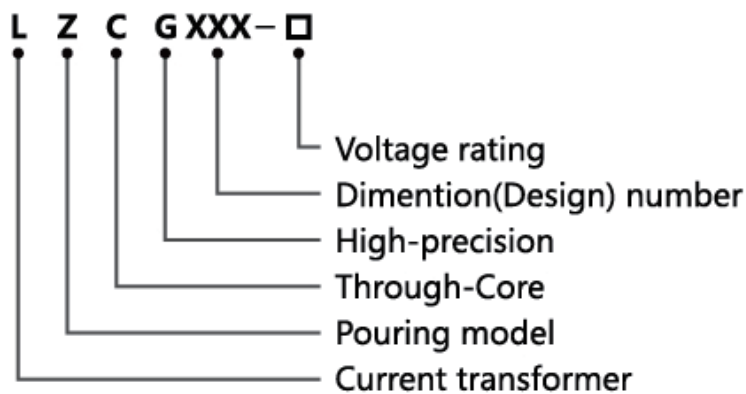 L Z C G XXX-□
Voltage rating
Dimention(Design) number
High-precision
Through-Core
Pouring model
Current transformer